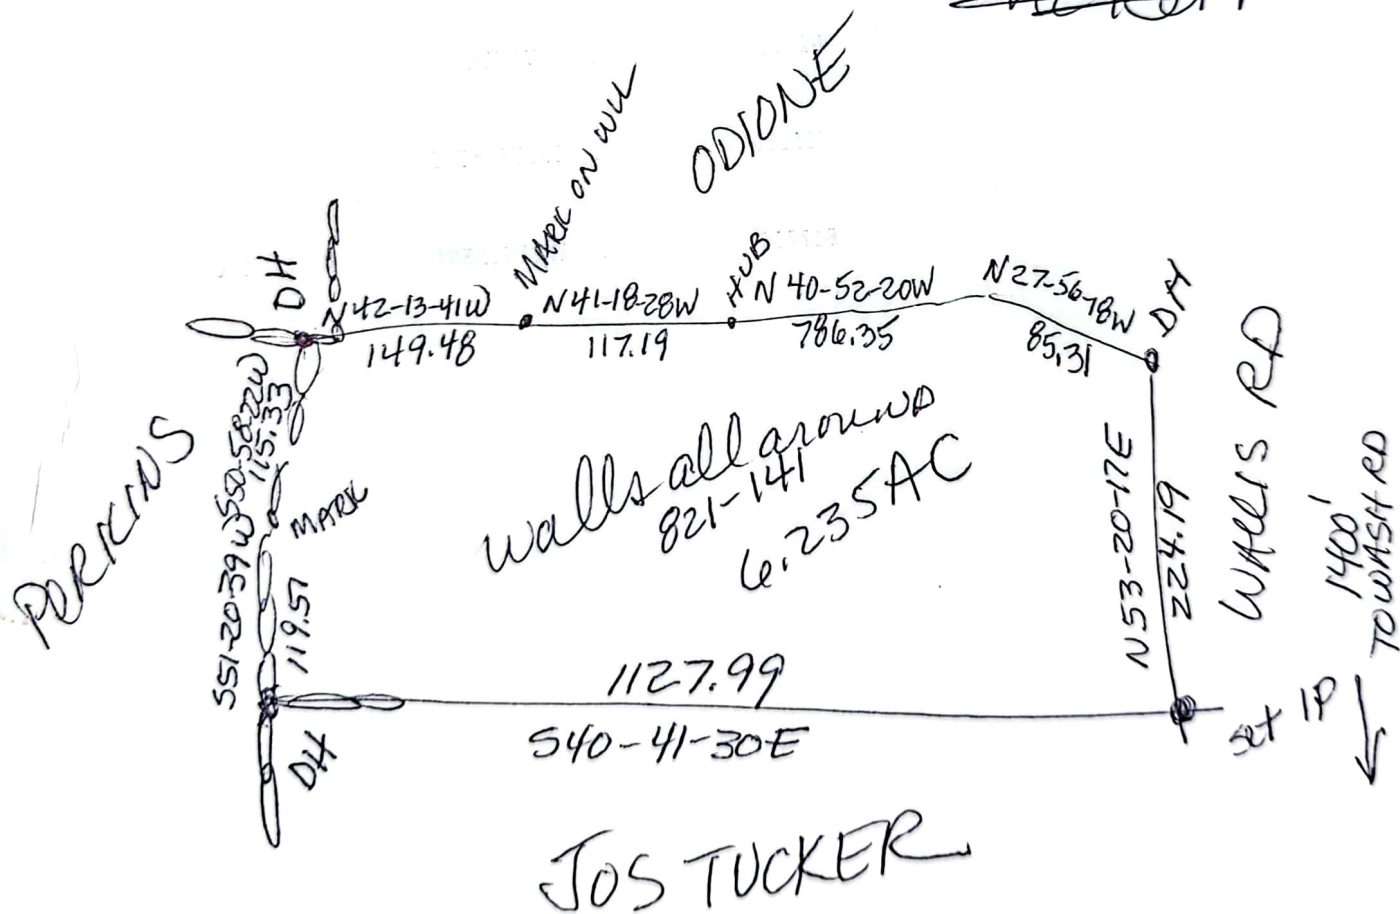 ODIONE
MARK ON WLL
DH
HUB
N42-13-41W
149.48
N41-18-28W
117.19
N 40-52-20W
786.35
N27-56-18W
85.31
DH
PERKINS
S50-58-22W
115.33
MARK
S51-20-39W
119.57
walls all around
821-141
6.235AC
N53-20-17E
224.19
WALLIS RD
1400'
TO WASH RD
1127.99
S40-41-30E
DH
set IP
JOS TUCKER